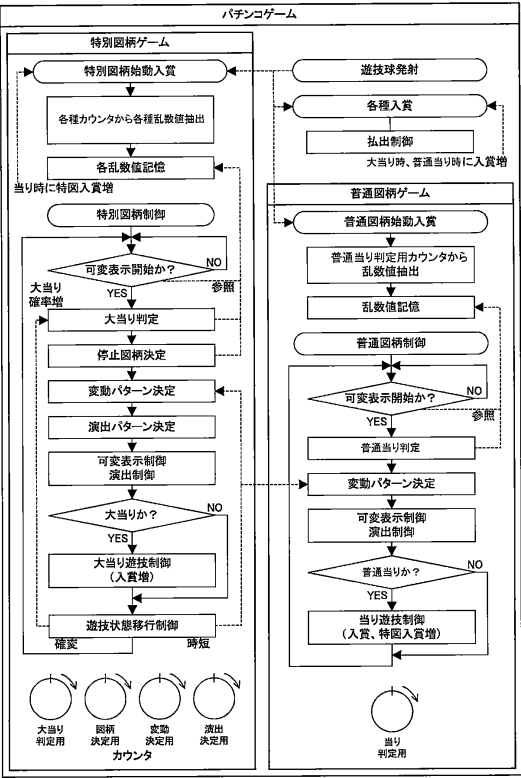 パチンコゲーム
特別図柄ゲーム
特別図柄始動入賞
各種カウンタから各種乱数値抽出
各乱数値記憶
当り時に特図入賞増
特別図柄制御
可変表示開始か？
NO
YES
参照
大当り
確率増
大当り判定
停止図柄決定
変動パターン決定
演出パターン決定
可変表示制御
演出制御
大当りか？
NO
YES
大当り遊技制御
(入賞増)
遊技状態移行制御
確変
時短
大当り
判定用
図柄
決定用
変動
決定用
演出
決定用
カウンタ
遊技球発射
各種入賞
払出制御
大当り時、普通当り時に入賞増
普通図柄ゲーム
普通図柄始動入賞
普通当り判定用カウンタから
乱数値抽出
乱数値記憶
普通図柄制御
可変表示開始か？
NO
YES
参照
普通当り判定
変動パターン決定
可変表示制御
演出制御
普通当りか？
NO
YES
当り遊技制御
(入賞、特図入賞増)
当り
判定用